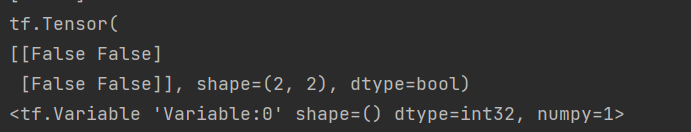 tf.Tensor(
[[False False]
 [False False]], shape=(2, 2), dtype=bool)
<tf.Variable 'Variable:0' shape=() dtype=int32, numpy=1>